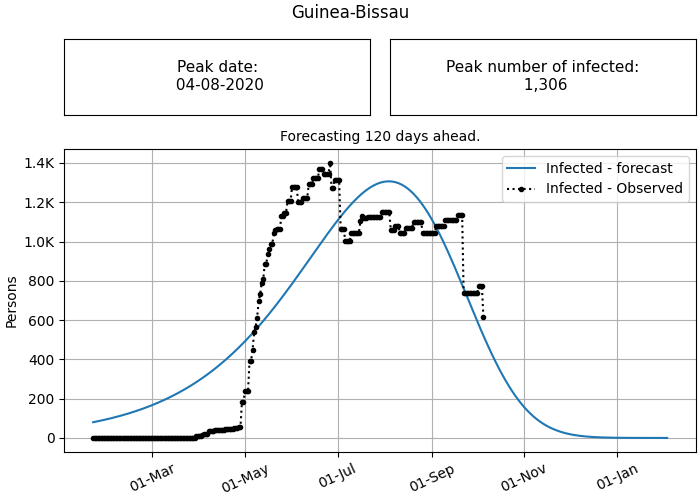 Guinea-Bissau
Peak date:
04-08-2020
Peak number of infected:
1,306
Forecasting 120 days ahead.
Infected - forecast
Infected - Observed
Persons
1.4K
1.2K
1.0K
800
600
400
200
0
01-Mar
01-May
01-Jul
01-Sep
01-Nov
01-Jan